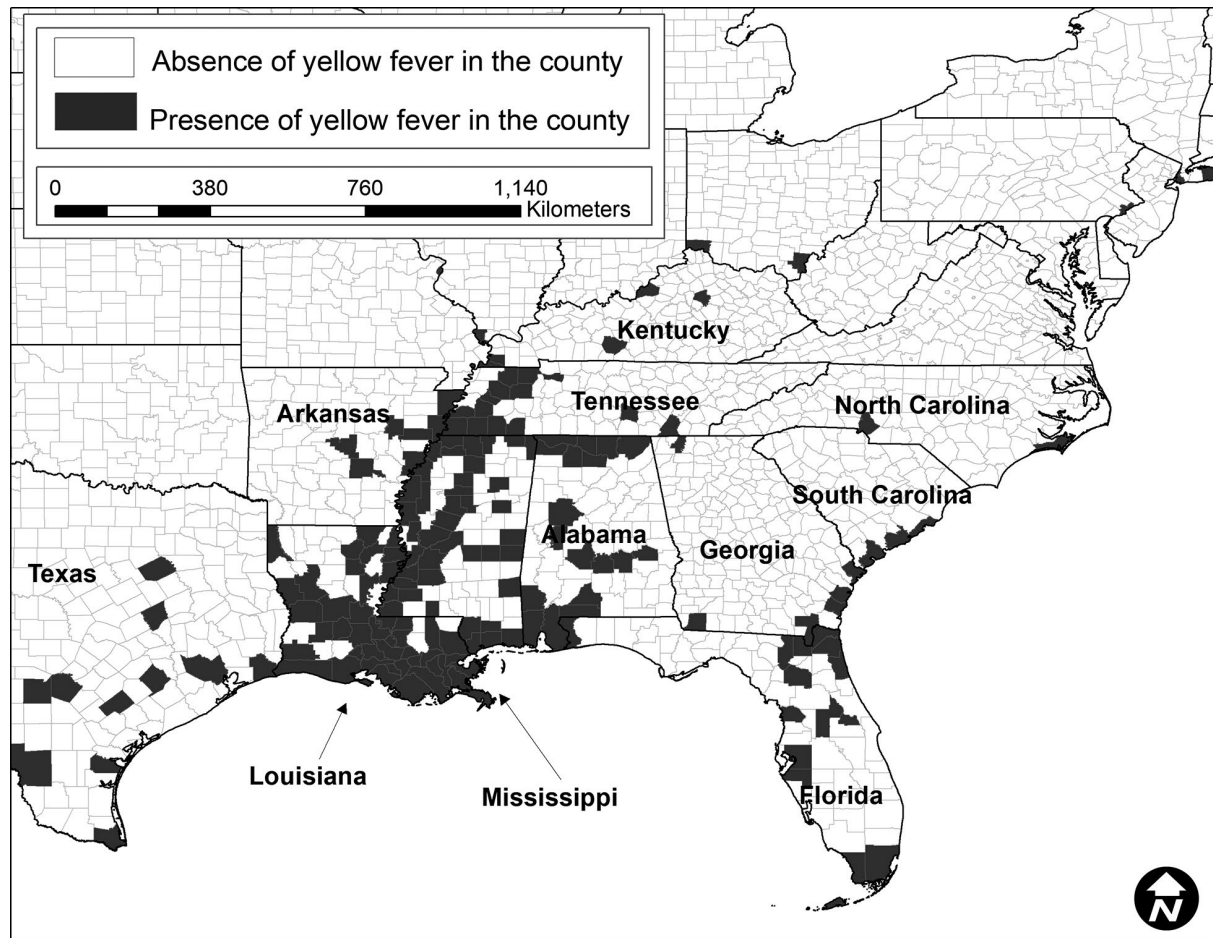 Absence of yellow fever in the county
Presence of yellow fever in the county
0 380 760 1,140
Kilometers
Kentucky
Arkansas
Tennessee
North Carolina
South Carolina
Alabama
Georgia
Texas
Louisiana
Mississippi
Florida
N